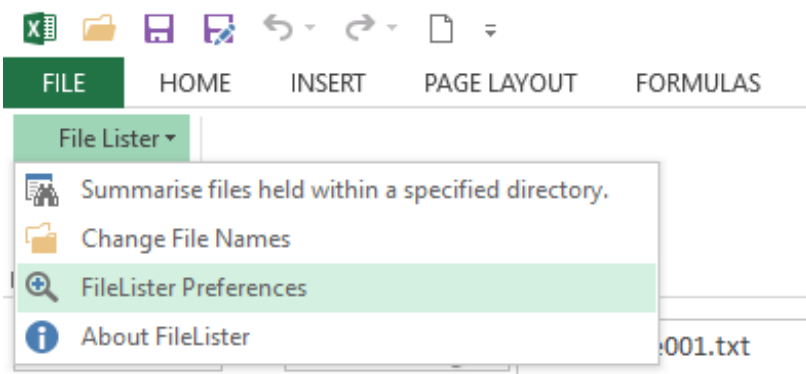 FILE HOME INSERT PAGE LAYOUT FORMULAS
File Lister
Summarise files held within a specified directory.
Change File Names
FileLister Preferences
About FileLister
e001.txt